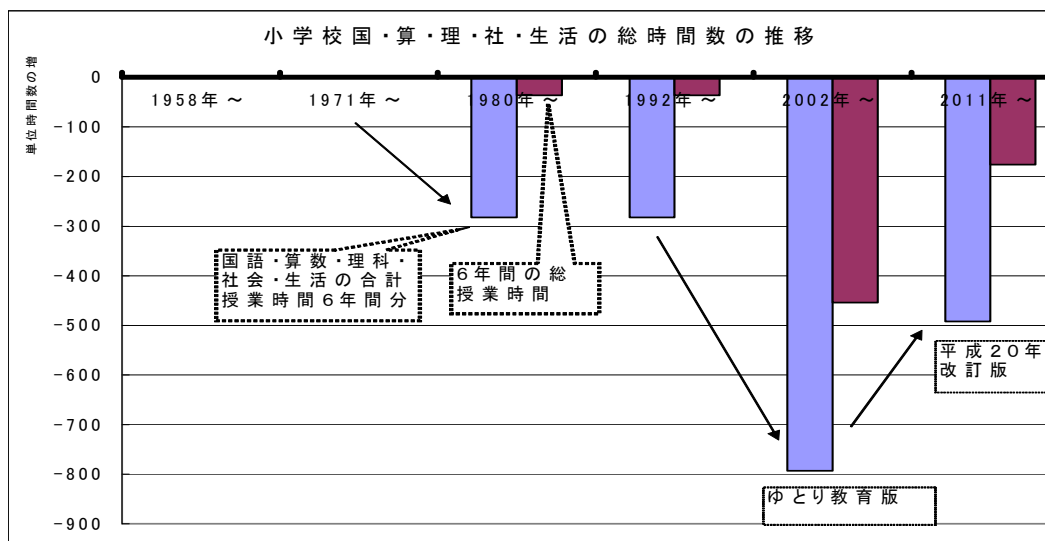 小学校国・算・理・社・生活の総時間数の推移
単位時間数の増
0
-100
-200
-300
-400
-500
-600
-700
-800
-900
1958年～
1971年～
1980年～
1992年～
2002年～
2011年～
国語・算数・理科・
社会・生活の合計
授業時間６年間分
６年間の総
授業時間
平成２０年
改訂版
ゆとり教育版